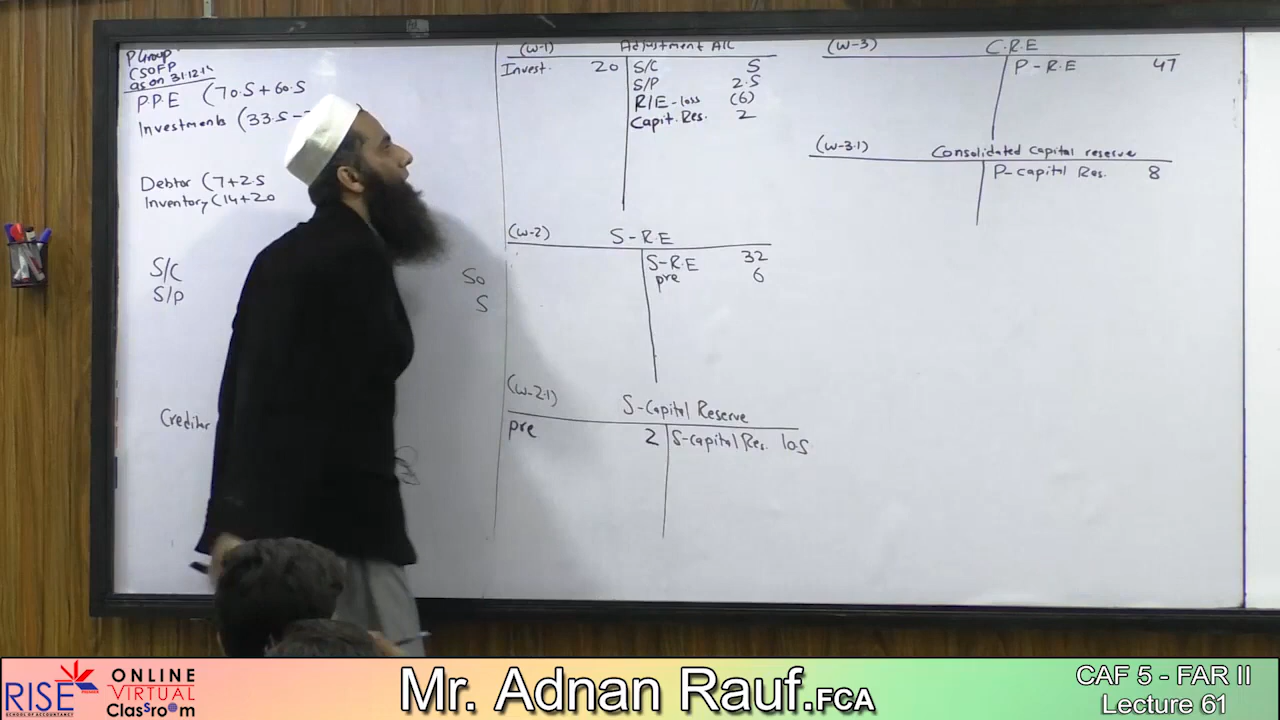 P Group
CSOFP
as on 31.12.1
P.P.E (70.5 + 60.5
Investments (33.5 -
Debtor (7+2.5
Inventory (14+20
S/C 50
S/P 5
Creditor
(W-1) Adjustment A/C
Invest. 20 S/C 5
S/P 2.5
R/E-loss (6)
Capit. Res. 2
(W-2) S-R.E
S-R.E 32
pre 6
(W-2.1) S-Capital Reserve
pre 2 S-capital Res. 10.5
(W-3) C.R.E
P-R.E 47
(W-3.1) Consolidated Capital reserve
P-capital Res. 8
RISE
SCHOOL OF ACCOUNTANCY
ONLINE
VIRTUAL
Classroom
Mr. Adnan Rauf.FCA
CAF 5 - FAR II
Lecture 61